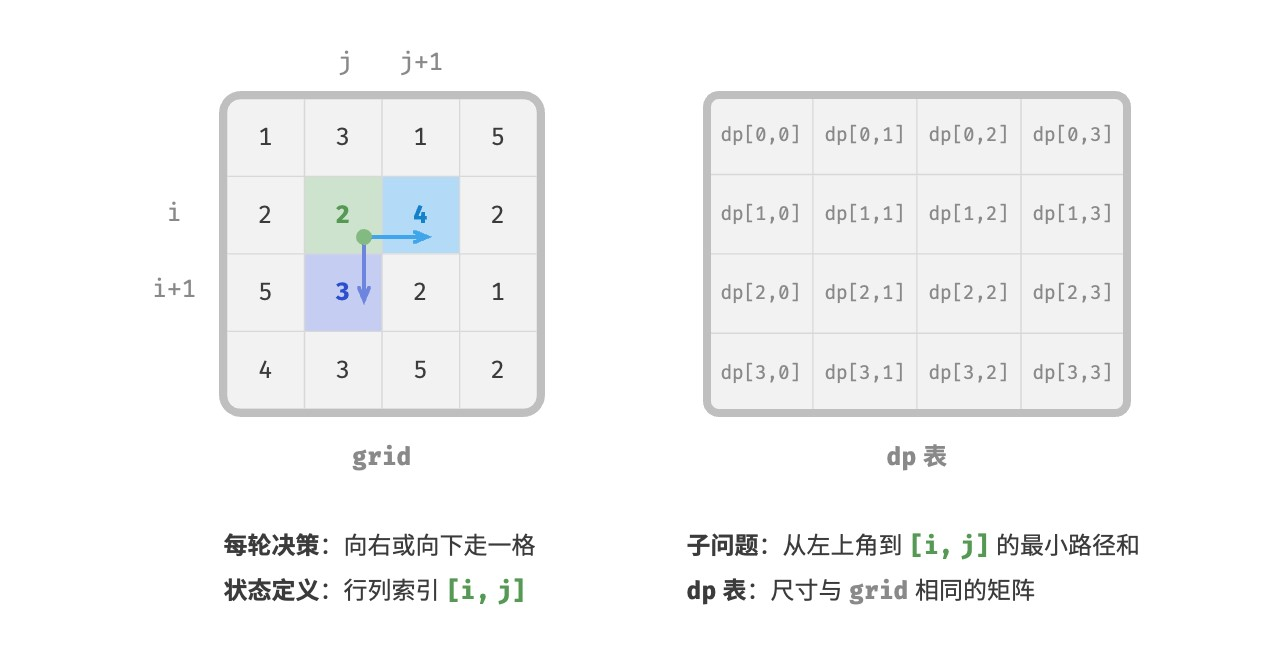 j j+1
1 3 1 5
i 2 2 4 2
i+1 5 3 2 1
4 3 5 2
grid
dp[0,0] dp[0,1] dp[0,2] dp[0,3]
dp[1,0] dp[1,1] dp[1,2] dp[1,3]
dp[2,0] dp[2,1] dp[2,2] dp[2,3]
dp[3,0] dp[3,1] dp[3,2] dp[3,3]
dp 表
每轮决策：向右或向下走一格
状态定义：行列索引 [i, j]
子问题：从左上角到 [i, j] 的最小路径和
dp 表：尺寸与 grid 相同的矩阵